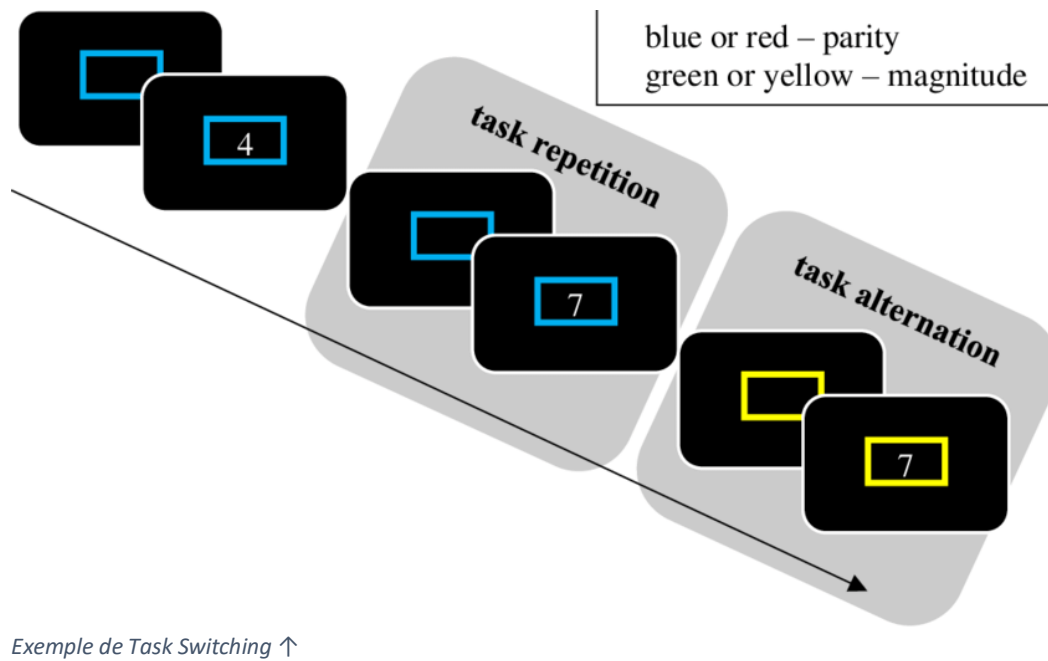 blue or red – parity
green or yellow – magnitude
4
task repetition
7
task alternation
7
Exemple de Task Switching ↑